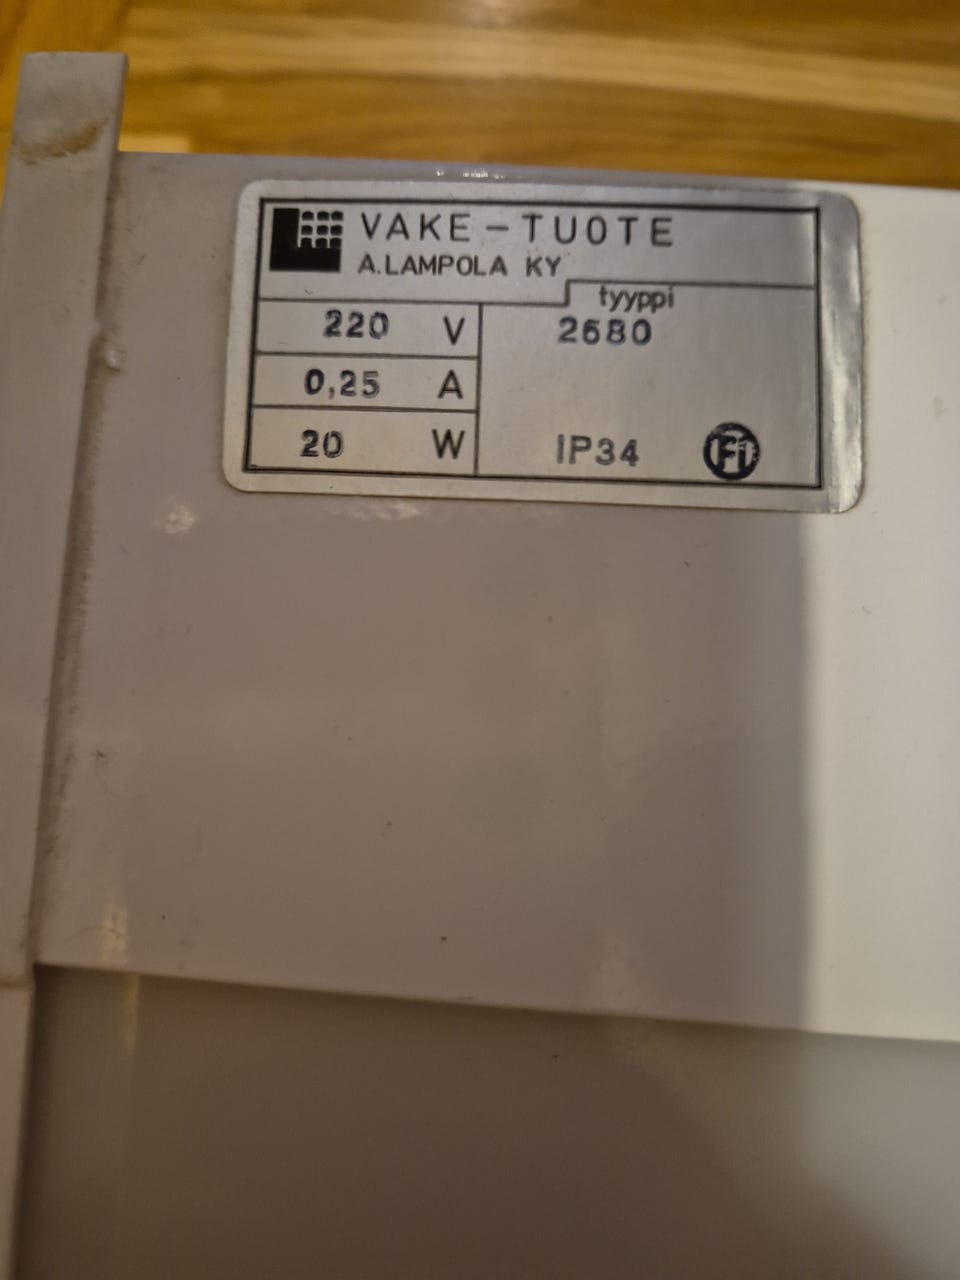 VAKE-TUOTE
A.LAMPOLA KY
tyyppi
220 V
2680
0,25 A
20 W
IP34
FI